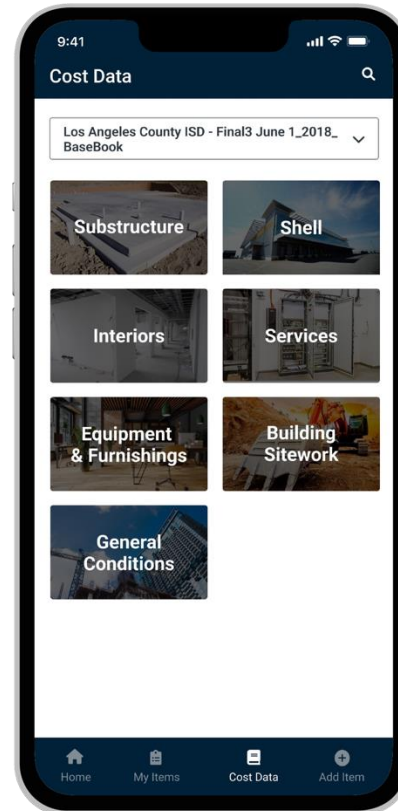 9:41
Cost Data
Los Angeles County ISD - Final3 June 1_2018_
BaseBook
Substructure
Shell
Interiors
Services
Equipment
& Furnishings
Building
Sitework
General
Conditions
Home
My Items
Cost Data
Add Item